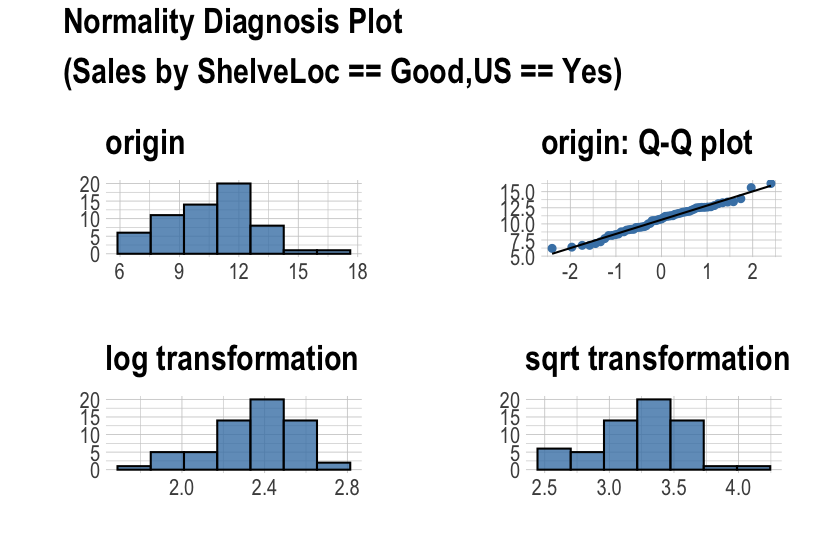 Normality Diagnosis Plot
(Sales by ShelveLoc == Good,US == Yes)
origin
origin: Q-Q plot
20
15
10
5
0
6 9 12 15 18
15.0
12.5
10.0
7.5
5.0
-2 -1 0 1 2
log transformation
sqrt transformation
20
15
10
5
0
2.0 2.4 2.8
20
15
10
5
0
2.5 3.0 3.5 4.0